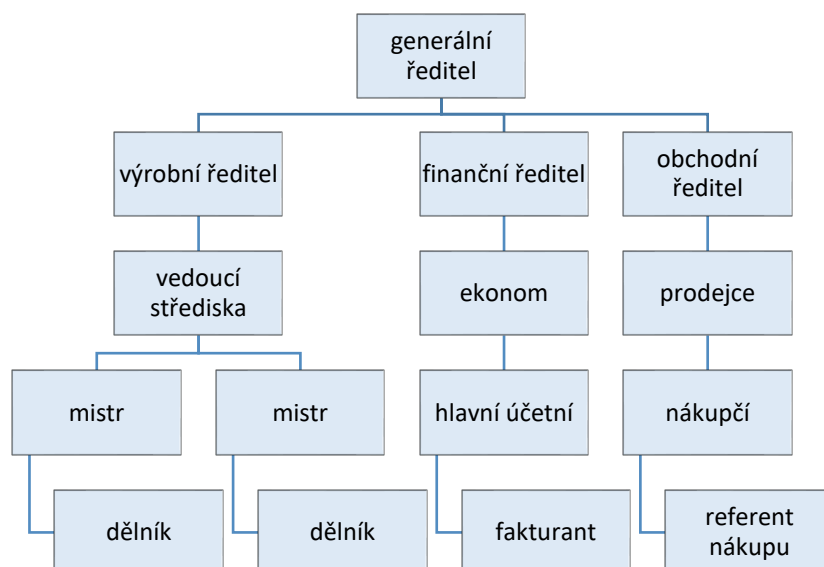 generální
ředitel
výrobní ředitel
finanční ředitel
obchodní
ředitel
vedoucí
střediska
ekonom
prodejce
mistr
mistr
hlavní účetní
nákupčí
dělník
dělník
fakturant
referent
nákupu